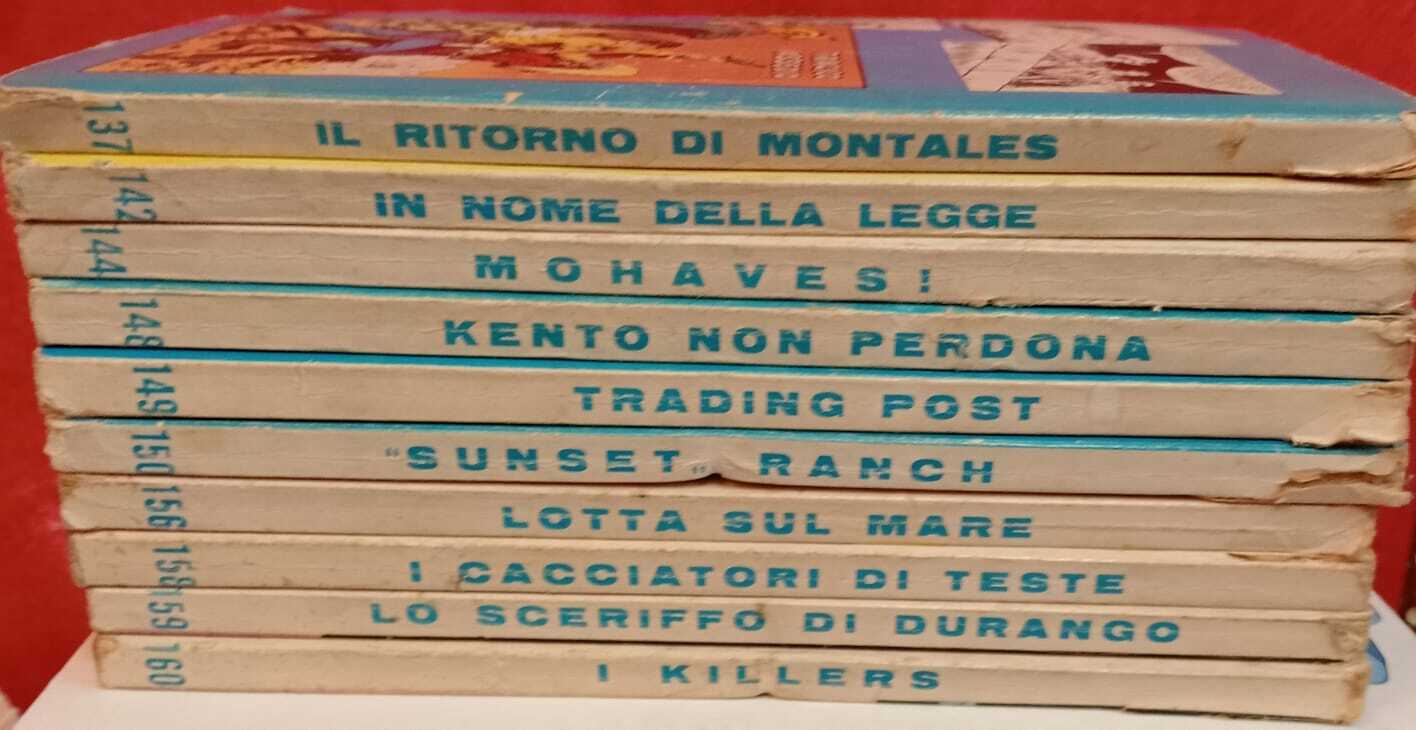 137 IL RITORNO DI MONTALES
142 IN NOME DELLA LEGGE
144 MOHAVES!
148 KENTO NON PERDONA
149 TRADING POST
150 "SUNSET„ RANCH
156 LOTTA SUL MARE
158 I CACCIATORI DI TESTE
159 LO SCERIFFO DI DURANGO
160 I KILLERS